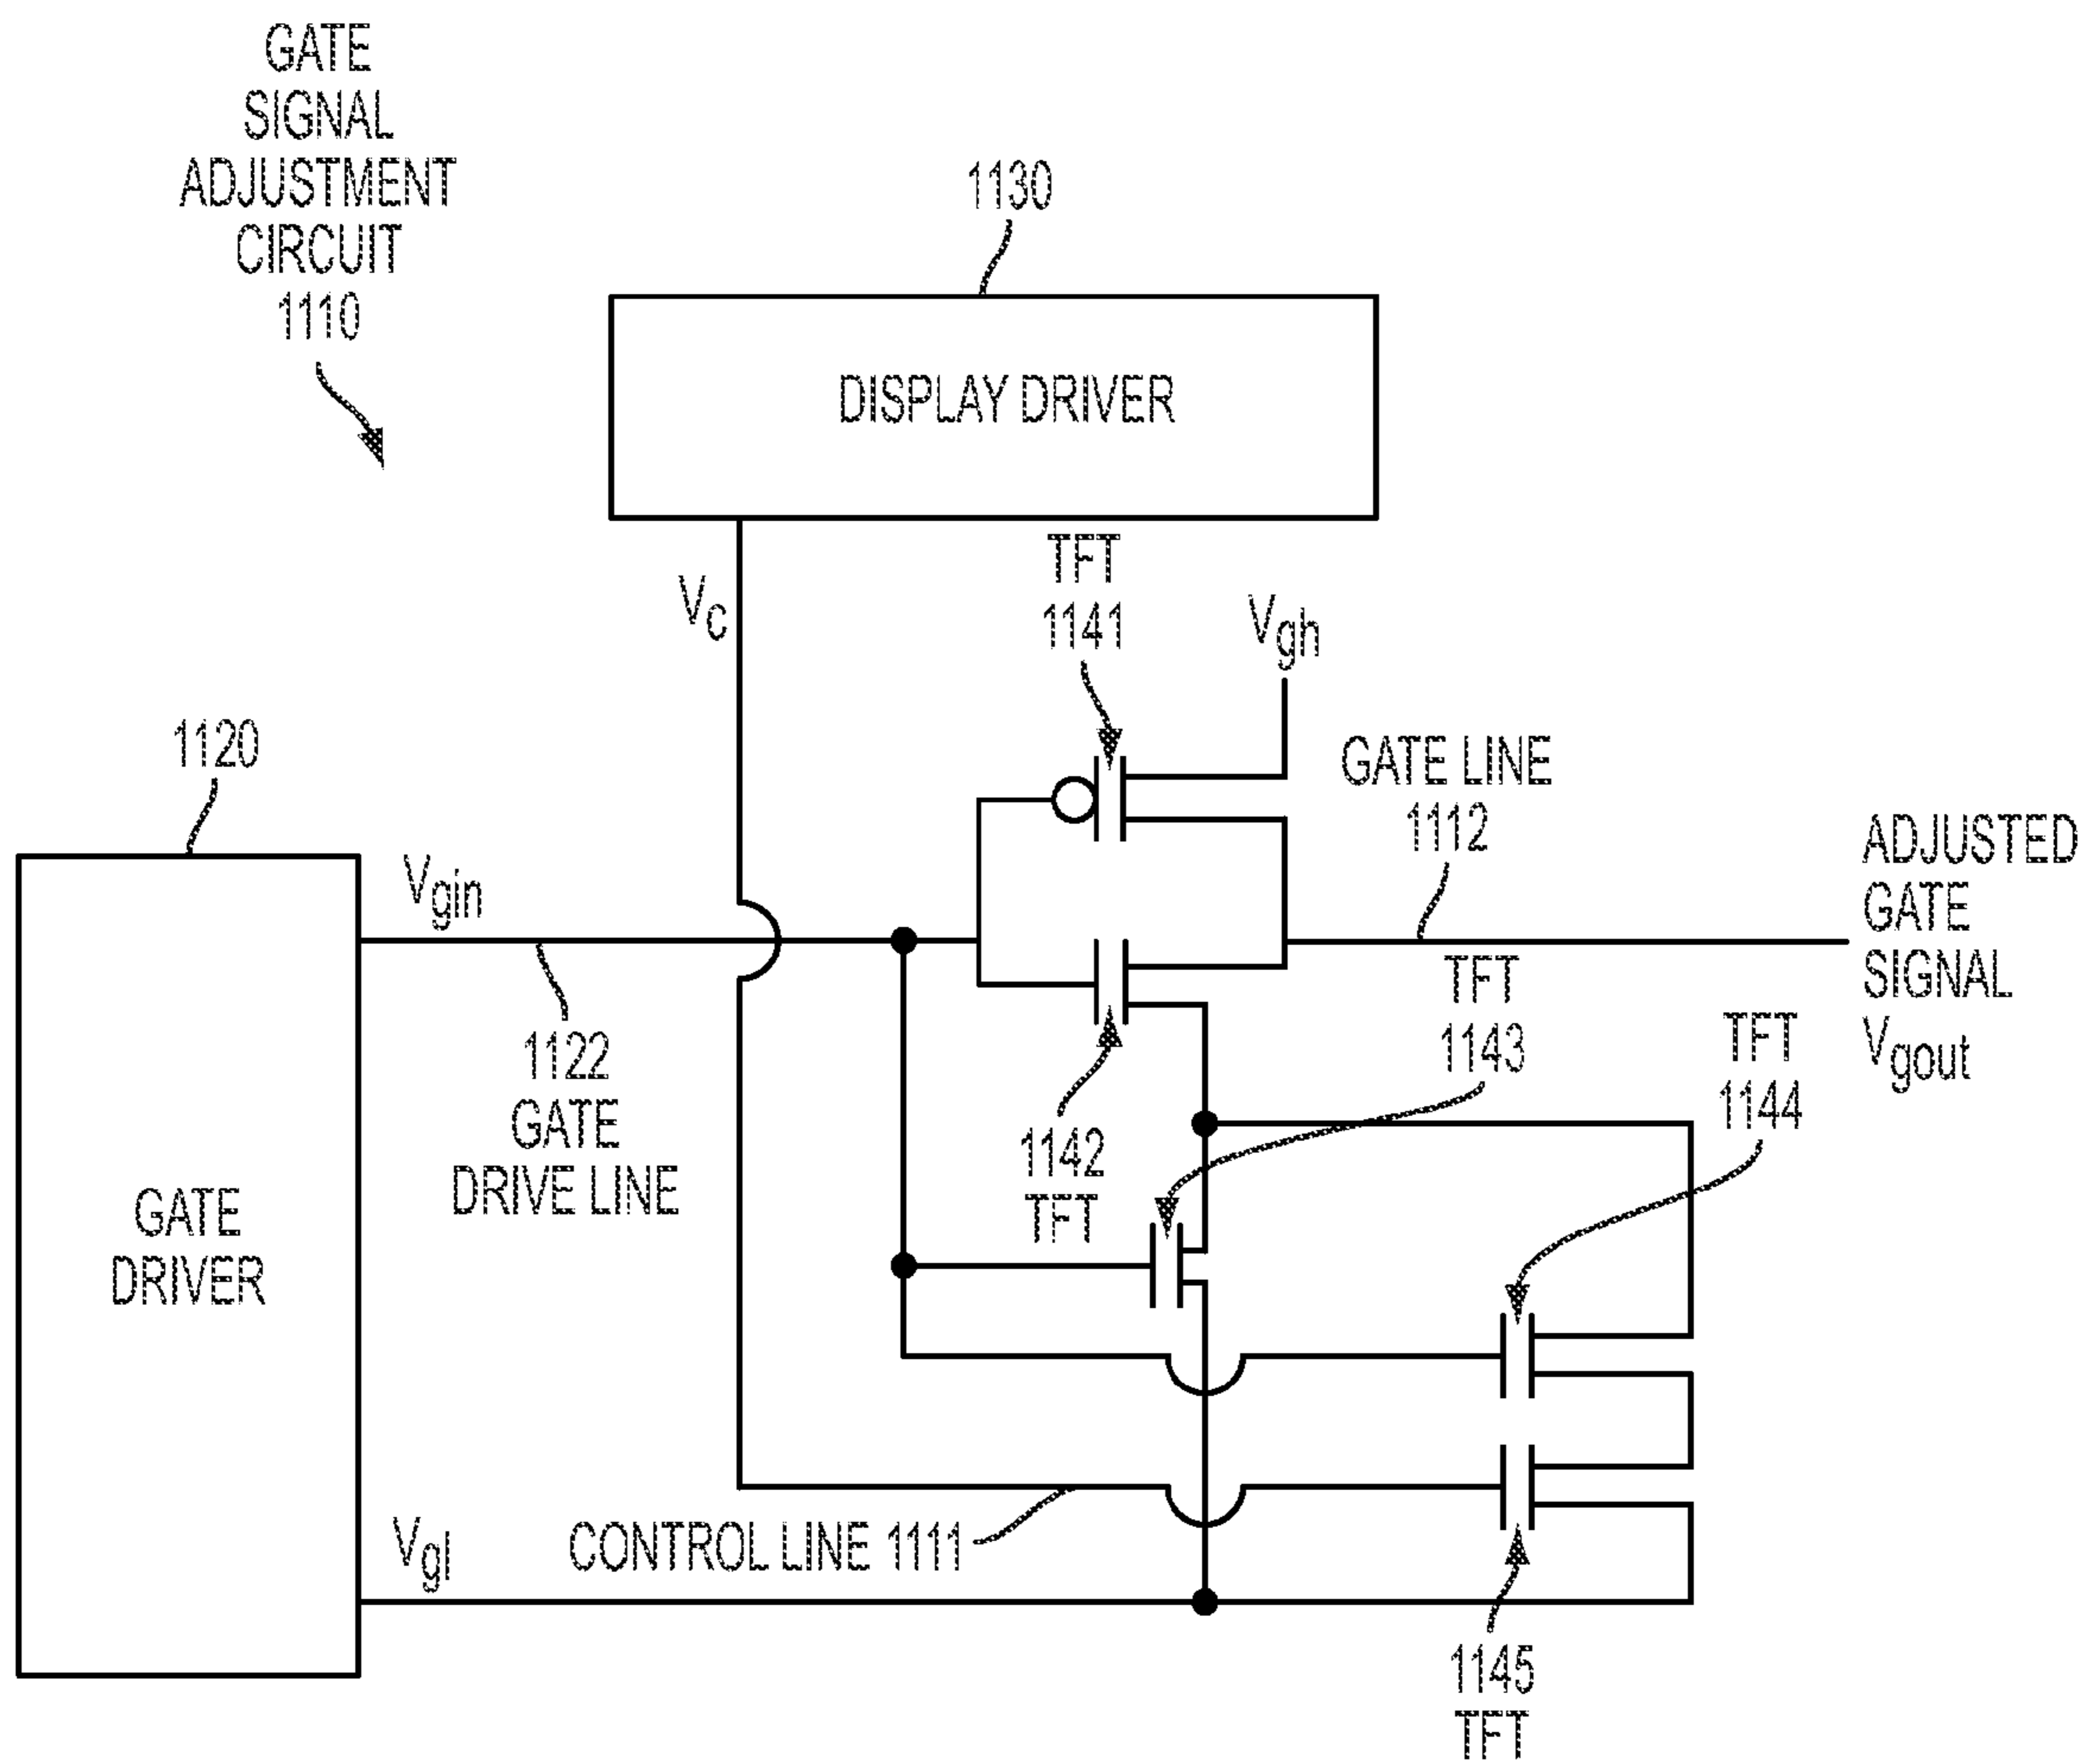 GATE
SIGNAL
ADJUSTMENT
CIRCUIT
1110
1130
DISPLAY DRIVER
Vc
TFT
1141
Vgh
1120
Vgin
GATE LINE
1112
ADJUSTED
GATE
SIGNAL
Vgout
1122
GATE
DRIVE LINE
1142
TFT
TFT
1143
TFT
1144
GATE
DRIVER
CONTROL LINE 1111
Vgl
1145
TFT